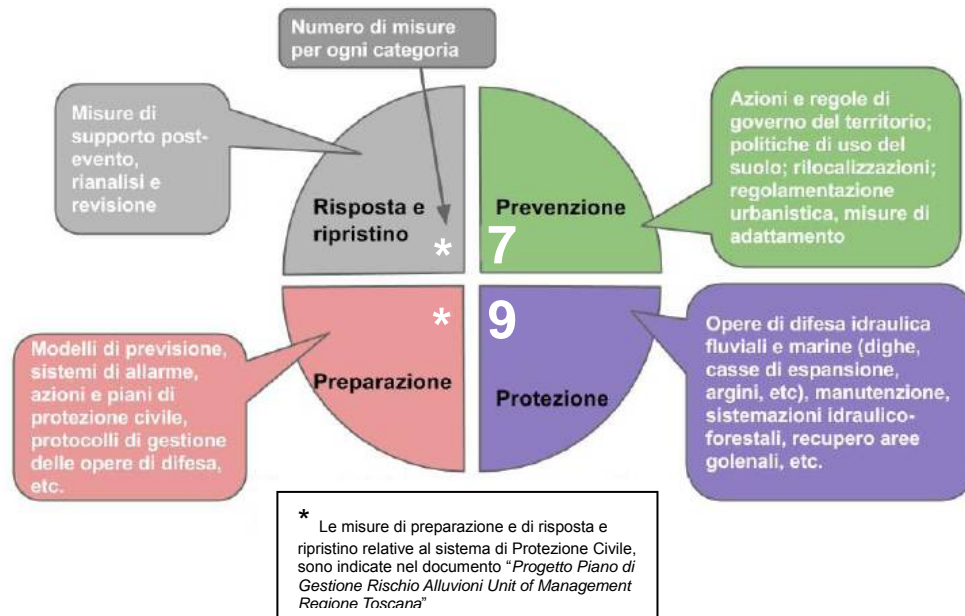 Numero di misure
per ogni categoria
Misure di
supporto post-
evento,
rianalisi e
revisione
Azioni e regole di
governo del territorio;
politiche di uso del
suolo; rilocalizzazioni;
regolamentazione
urbanistica, misure di
adattamento
Risposta e
ripristino
*
Prevenzione
7
*
Preparazione
9
Protezione
Modelli di previsione,
sistemi di allarme,
azioni e piani di
protezione civile,
protocolli di gestione
delle opere di difesa,
etc.
Opere di difesa idraulica
fluviali e marine (dighe,
casse di espansione,
argini, etc), manutenzione,
sistemazioni idraulico-
forestali, recupero aree
golenali, etc.
* Le misure di preparazione e di risposta e
ripristino relative al sistema di Protezione Civile,
sono indicate nel documento “Progetto Piano di
Gestione Rischio Alluvioni Unit of Management
Regione Toscana”